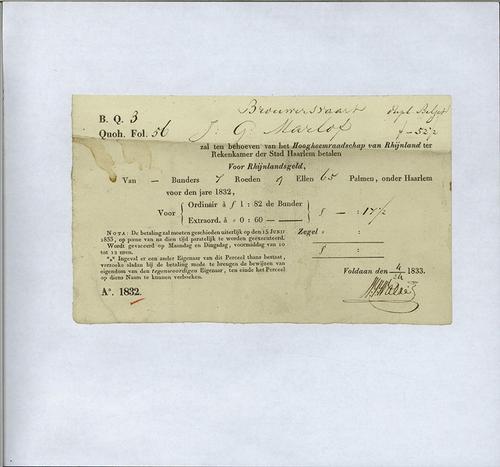 Brouwersvaart
B. Q. 3
Quoh. Fol. 56 J: G. Marlof
zal ten behoeven van het Hoogheemraadschap van Rhijnland ter
Rekenkamer der Stad Haarlem betalen
Voor Rhijnlandsgeld,
Van — Bunders 7 Roeden 9 Ellen 65 Palmen, onder Haarlem
voor den jare 1832,
Voor { Ordinair à ƒ 1 : 82 de Bunder
Extraord. à « 0 : 60 — ƒ — : 17½
NOTA: De betaling zal moeten geschieden uiterlijk op den 15 JUNIJ
1833, op pœne van na dien tijd paratelijk te worden geëxecuteerd.
Wordt gevaceerd op Maandag en Dingsdag, voormiddag van 10
tot 12 uren.
Zegel « :
ƒ :
*,* Ingeval er een ander Eigenaar van dit Perceel thans bestaat,
verzoeke alsdan bij de betaling mede te brengen de bewijzen van
eigendom van den tegenwoordigen Eigenaar, ten einde het Perceel
op diens Naam te kunnen verboeken.
Voldaan den 4/24 1833.
A°. 1832.